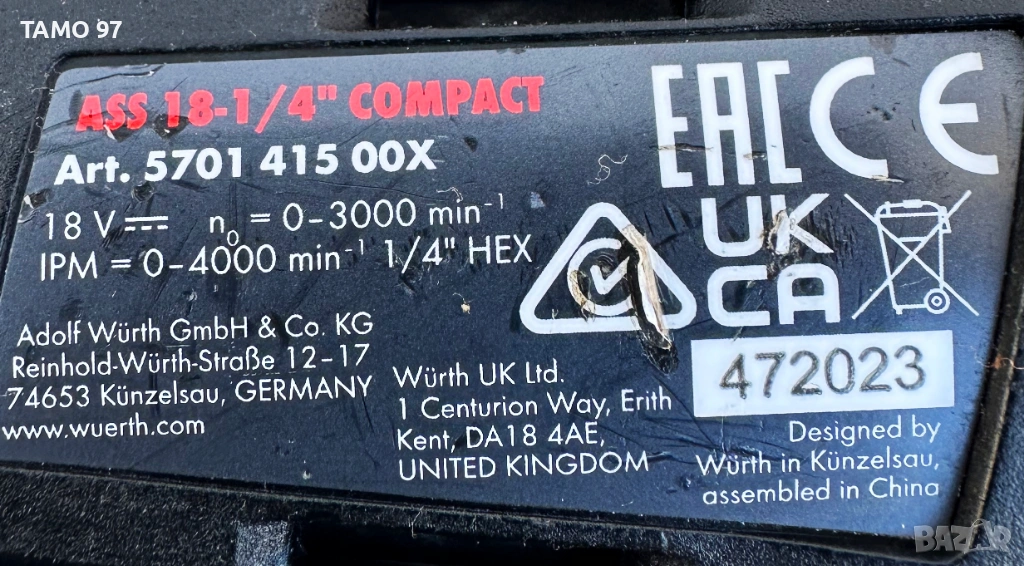 TAMO 97
ASS 18-1/4" COMPACT
Art. 5701 415 00X
18 V n0 = 0-3000 min-1
IPM = 0-4000 min-1 1/4" HEX
EAC CE
UK
CA
Adolf Würth GmbH & Co. KG
Reinhold-Würth-Straße 12-17
74653 Künzelsau, GERMANY
www.wuerth.com
Würth UK Ltd.
1 Centurion Way, Erith
Kent, DA18 4AE,
UNITED KINGDOM
472023
Designed by
Würth in Künzelsau,
assembled in China
BAZAR